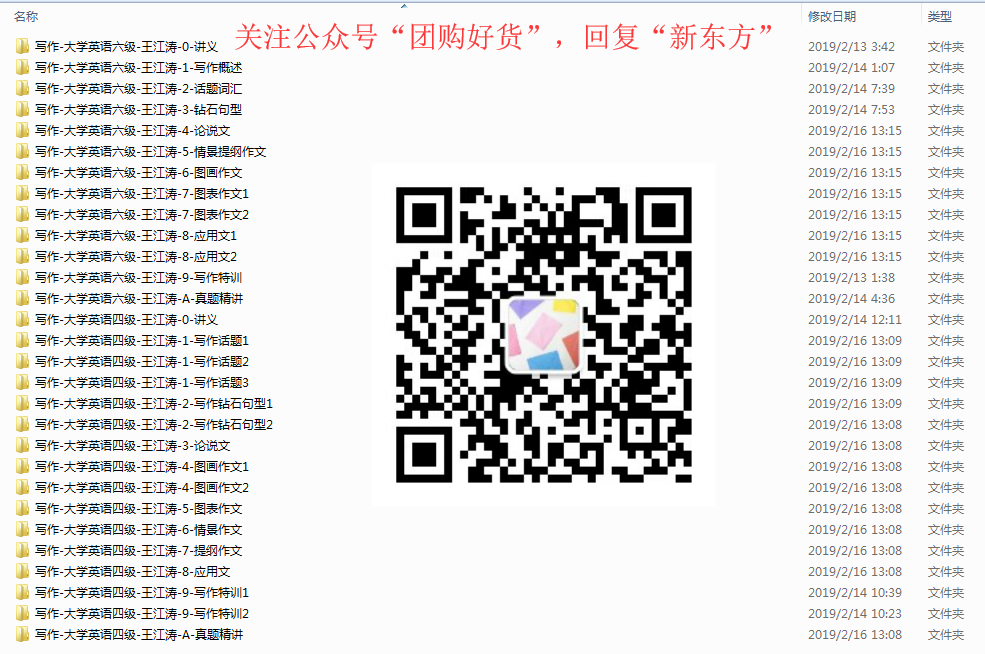 名称 修改日期 类型
关注公众号“团购好货”，回复“新东方”
写作-大学英语六级-王江涛-0-讲义 2019/2/13 3:42 文件夹
写作-大学英语六级-王江涛-1-写作概述 2019/2/14 1:07 文件夹
写作-大学英语六级-王江涛-2-话题词汇 2019/2/14 7:39 文件夹
写作-大学英语六级-王江涛-3-钻石句型 2019/2/14 7:53 文件夹
写作-大学英语六级-王江涛-4-论说文 2019/2/16 13:15 文件夹
写作-大学英语六级-王江涛-5-情景提纲作文 2019/2/16 13:15 文件夹
写作-大学英语六级-王江涛-6-图画作文 2019/2/16 13:15 文件夹
写作-大学英语六级-王江涛-7-图表作文1 2019/2/16 13:15 文件夹
写作-大学英语六级-王江涛-7-图表作文2 2019/2/16 13:15 文件夹
写作-大学英语六级-王江涛-8-应用文1 2019/2/16 13:15 文件夹
写作-大学英语六级-王江涛-8-应用文2 2019/2/16 13:15 文件夹
写作-大学英语六级-王江涛-9-写作特训 2019/2/13 1:38 文件夹
写作-大学英语六级-王江涛-A-真题精讲 2019/2/14 4:36 文件夹
写作-大学英语四级-王江涛-0-讲义 2019/2/14 12:11 文件夹
写作-大学英语四级-王江涛-1-写作话题1 2019/2/16 13:09 文件夹
写作-大学英语四级-王江涛-1-写作话题2 2019/2/16 13:09 文件夹
写作-大学英语四级-王江涛-1-写作话题3 2019/2/16 13:09 文件夹
写作-大学英语四级-王江涛-2-写作钻石句型1 2019/2/16 13:09 文件夹
写作-大学英语四级-王江涛-2-写作钻石句型2 2019/2/16 13:08 文件夹
写作-大学英语四级-王江涛-3-论说文 2019/2/16 13:08 文件夹
写作-大学英语四级-王江涛-4-图画作文1 2019/2/16 13:08 文件夹
写作-大学英语四级-王江涛-4-图画作文2 2019/2/16 13:08 文件夹
写作-大学英语四级-王江涛-5-图表作文 2019/2/16 13:08 文件夹
写作-大学英语四级-王江涛-6-情景作文 2019/2/16 13:08 文件夹
写作-大学英语四级-王江涛-7-提纲作文 2019/2/16 13:08 文件夹
写作-大学英语四级-王江涛-8-应用文 2019/2/16 13:08 文件夹
写作-大学英语四级-王江涛-9-写作特训1 2019/2/14 10:39 文件夹
写作-大学英语四级-王江涛-9-写作特训2 2019/2/14 10:23 文件夹
写作-大学英语四级-王江涛-A-真题精讲 2019/2/16 13:08 文件夹